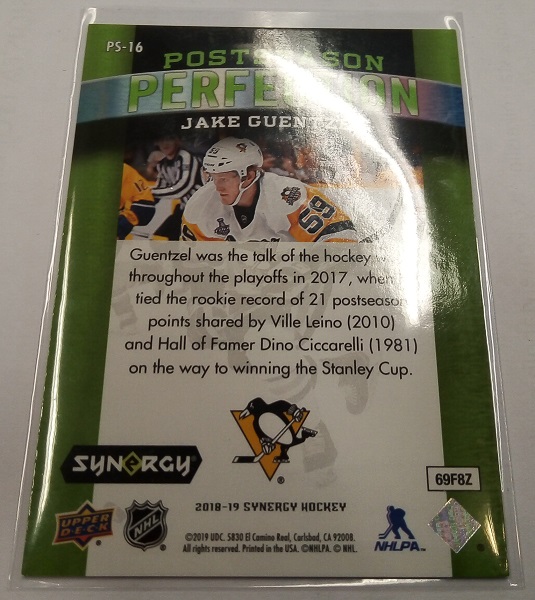 PS-16
POSTSEASON
PERFECTION
JAKE GUENTZEL
59
Guentzel was the talk of the hockey
throughout the playoffs in 2017, when
tied the rookie record of 21 postseason
points shared by Ville Leino (2010)
and Hall of Famer Dino Ciccarelli (1981)
on the way to winning the Stanley Cup.
SYNERGY
69F8Z
2018-19 SYNERGY HOCKEY
UPPER DECK
NHL
©2019 UDC. 5830 El Camino Real, Carlsbad, CA 92008.
All rights reserved. Printed in the USA. ©NHLPA. © NHL.
NHLPA